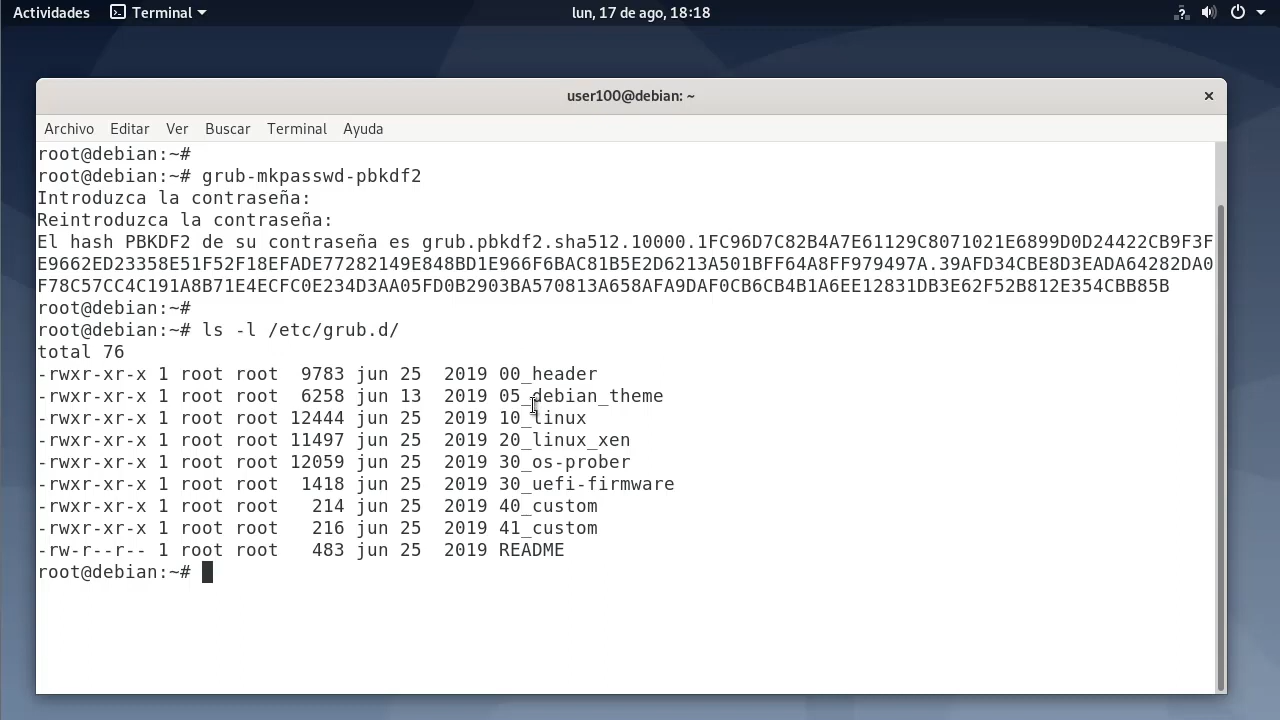 Actividades Terminal lun, 17 de ago, 18:18
user100@debian: ~
Archivo Editar Ver Buscar Terminal Ayuda
root@debian:~#
root@debian:~# grub-mkpasswd-pbkdf2
Introduzca la contraseña:
Reintroduzca la contraseña:
El hash PBKDF2 de su contraseña es grub.pbkdf2.sha512.10000.1FC96D7C82B4A7E61129C8071021E6899D0D24422CB9F3F
E9662ED23358E51F52F18EFADE77282149E848BD1E966F6BAC81B5E2D6213A501BFF64A8FF979497A.39AFD34CBE8D3EADA64282DA0
F78C57CC4C191A8B71E4ECFC0E234D3AA05FD0B2903BA570813A658AFA9DAF0CB6CB4B1A6EE12831DB3E62F52B812E354CBB85B
root@debian:~#
root@debian:~# ls -l /etc/grub.d/
total 76
-rwxr-xr-x 1 root root  9783 jun 25  2019 00_header
-rwxr-xr-x 1 root root  6258 jun 13  2019 05_debian_theme
-rwxr-xr-x 1 root root 12444 jun 25  2019 10_linux
-rwxr-xr-x 1 root root 11497 jun 25  2019 20_linux_xen
-rwxr-xr-x 1 root root 12059 jun 25  2019 30_os-prober
-rwxr-xr-x 1 root root  1418 jun 25  2019 30_uefi-firmware
-rwxr-xr-x 1 root root   214 jun 25  2019 40_custom
-rwxr-xr-x 1 root root   216 jun 25  2019 41_custom
-rw-r--r-- 1 root root   483 jun 25  2019 README
root@debian:~#